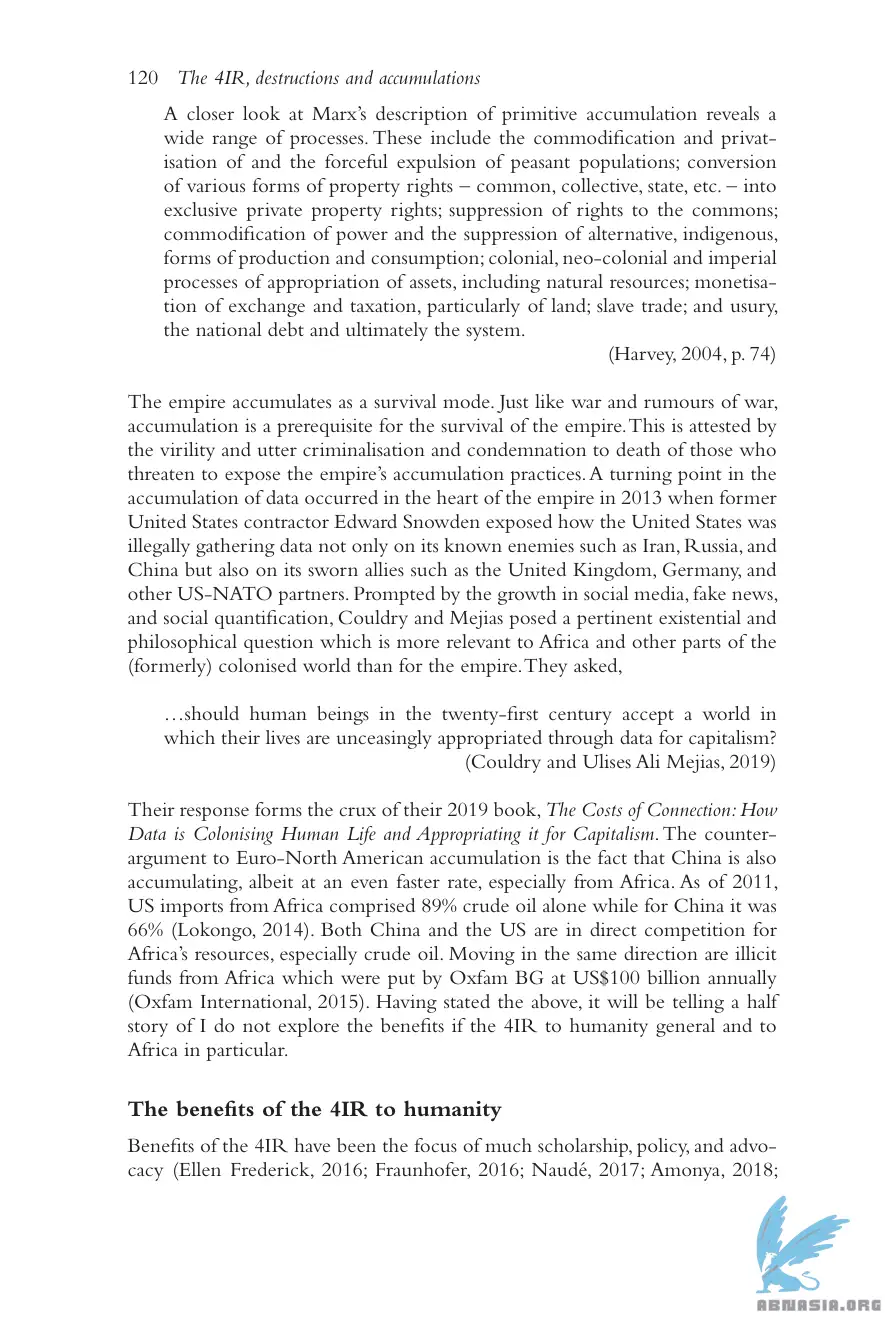 120 The 4IR, destructions and accumulations
A closer look at Marx's description of primitive accumulation reveals a
wide range of processes. These include the commodification and privat-
isation of and the forceful expulsion of peasant populations; conversion
of various forms of property rights – common, collective, state, etc. – into
exclusive private property rights; suppression of rights to the commons;
commodification of power and the suppression of alternative, indigenous,
forms of production and consumption; colonial, neo-colonial and imperial
processes of appropriation of assets, including natural resources; monetisa-
tion of exchange and taxation, particularly of land; slave trade; and usury,
the national debt and ultimately the system.
(Harvey, 2004, p. 74)
The empire accumulates as a survival mode. Just like war and rumours of war,
accumulation is a prerequisite for the survival of the empire. This is attested by
the virility and utter criminalisation and condemnation to death of those who
threaten to expose the empire's accumulation practices. A turning point in the
accumulation of data occurred in the heart of the empire in 2013 when former
United States contractor Edward Snowden exposed how the United States was
illegally gathering data not only on its known enemies such as Iran, Russia, and
China but also on its sworn allies such as the United Kingdom, Germany, and
other US-NATO partners. Prompted by the growth in social media, fake news,
and social quantification, Couldry and Mejias posed a pertinent existential and
philosophical question which is more relevant to Africa and other parts of the
(formerly) colonised world than for the empire. They asked,
…should human beings in the twenty-first century accept a world in
which their lives are unceasingly appropriated through data for capitalism?
(Couldry and Ulises Ali Mejias, 2019)
Their response forms the crux of their 2019 book, The Costs of Connection: How
Data is Colonising Human Life and Appropriating it for Capitalism. The counter-
argument to Euro-North American accumulation is the fact that China is also
accumulating, albeit at an even faster rate, especially from Africa. As of 2011,
US imports from Africa comprised 89% crude oil alone while for China it was
66% (Lokongo, 2014). Both China and the US are in direct competition for
Africa's resources, especially crude oil. Moving in the same direction are illicit
funds from Africa which were put by Oxfam BG at US$100 billion annually
(Oxfam International, 2015). Having stated the above, it will be telling a half
story of I do not explore the benefits if the 4IR to humanity general and to
Africa in particular.
The benefits of the 4IR to humanity
Benefits of the 4IR have been the focus of much scholarship, policy, and advo-
cacy (Ellen Frederick, 2016; Fraunhofer, 2016; Naudé, 2017; Amonya, 2018;
ABNASIA.ORG